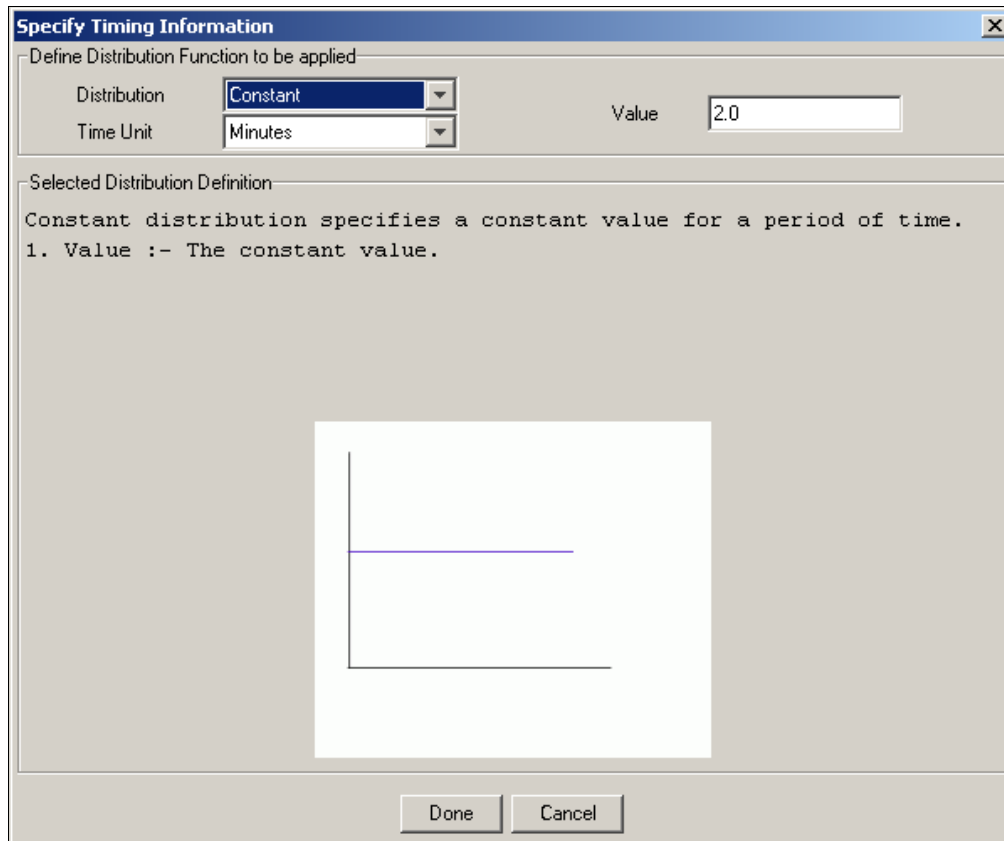 Specify Timing Information
Define Distribution Function to be applied
Distribution Constant
Value 2.0
Time Unit Minutes
Selected Distribution Definition
Constant distribution specifies a constant value for a period of time.
1. Value :- The constant value.
Done Cancel